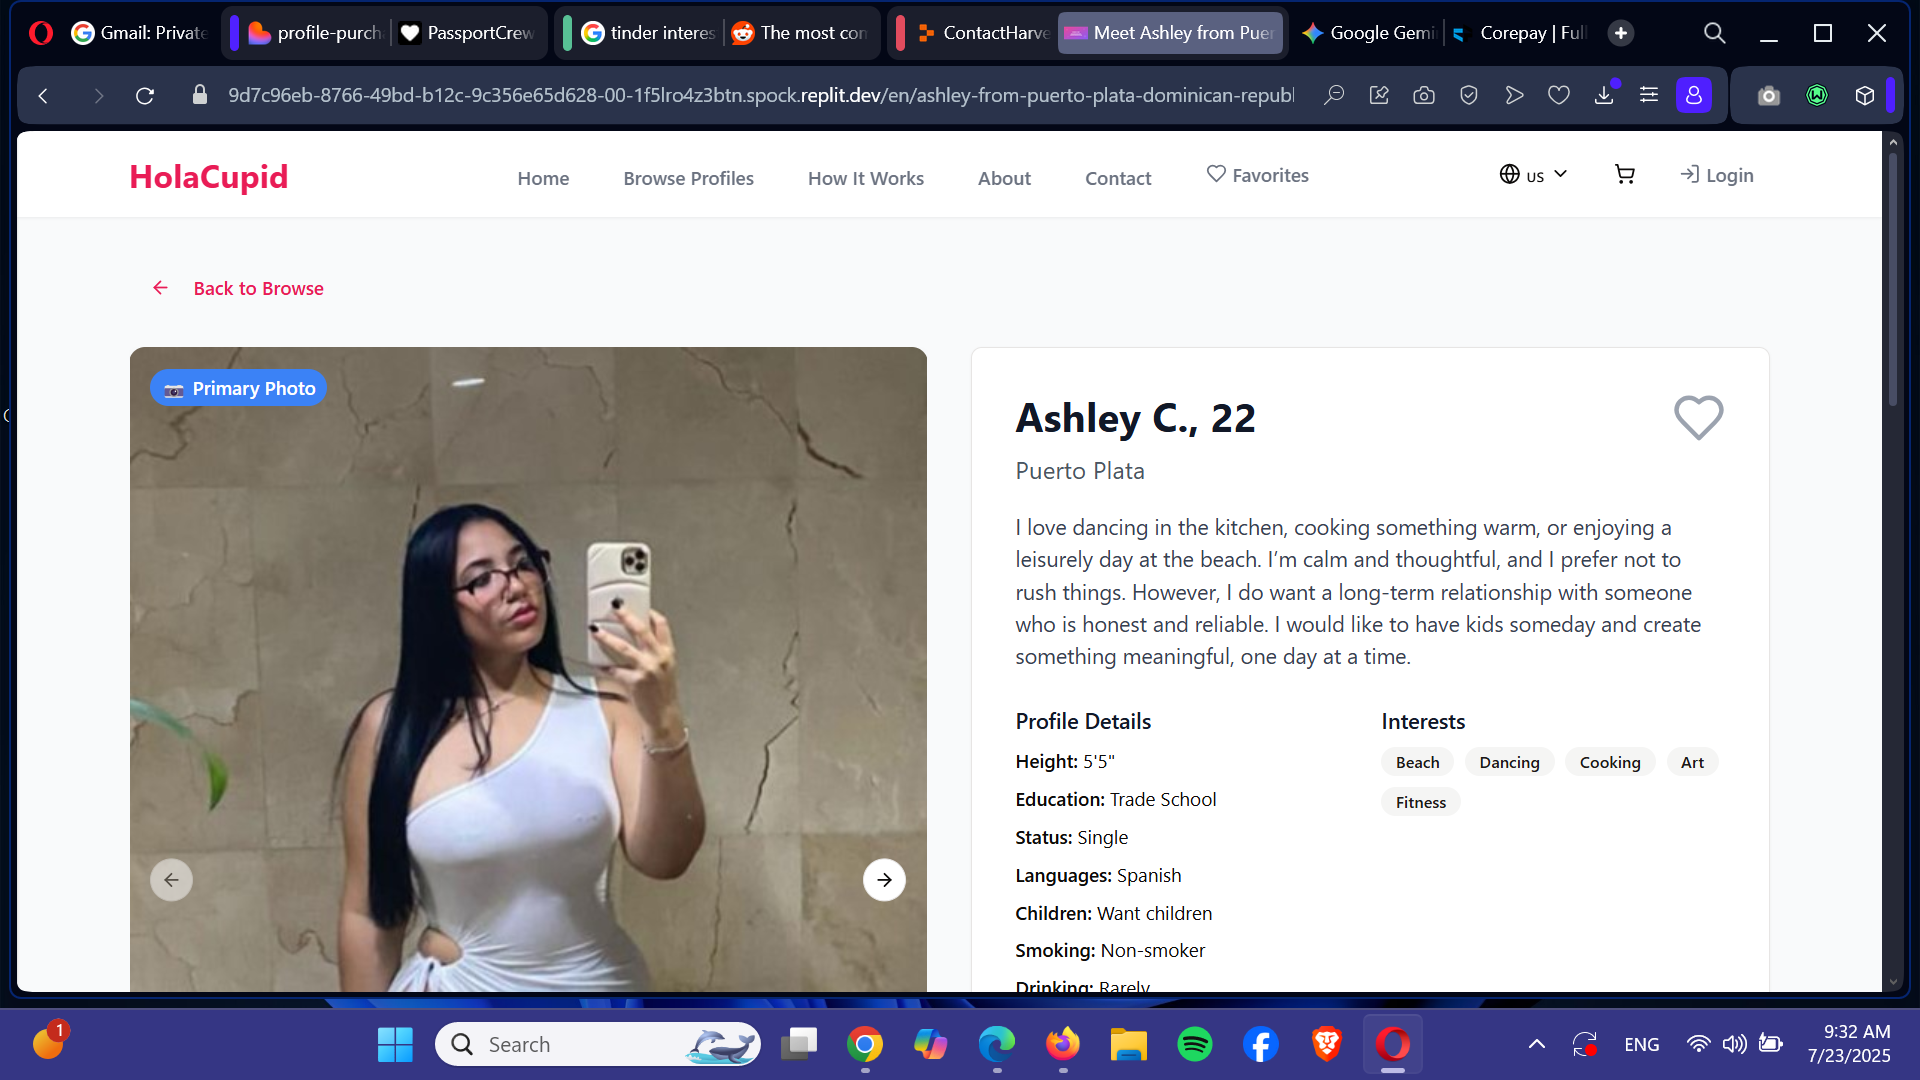 Gmail: Private
profile-purch
PassportCrew
tinder interes
The most con
ContactHarve
Meet Ashley from Puer
Google Gemi
Corepay | Full
9d7c96eb-8766-49bd-b12c-9c356e65d628-00-1f5lro4z3btn.spock.replit.dev/en/ashley-from-puerto-plata-dominican-republ
HolaCupid
Home
Browse Profiles
How It Works
About
Contact
Favorites
us
Login
Back to Browse
Primary Photo
Ashley C., 22
Puerto Plata
I love dancing in the kitchen, cooking something warm, or enjoying a
leisurely day at the beach. I’m calm and thoughtful, and I prefer not to
rush things. However, I do want a long-term relationship with someone
who is honest and reliable. I would like to have kids someday and create
something meaningful, one day at a time.
Profile Details
Height: 5'5"
Education: Trade School
Status: Single
Languages: Spanish
Children: Want children
Smoking: Non-smoker
Drinking: Rarely
Interests
Beach
Dancing
Cooking
Art
Fitness
1
Search
ENG
9:32 AM
7/23/2025